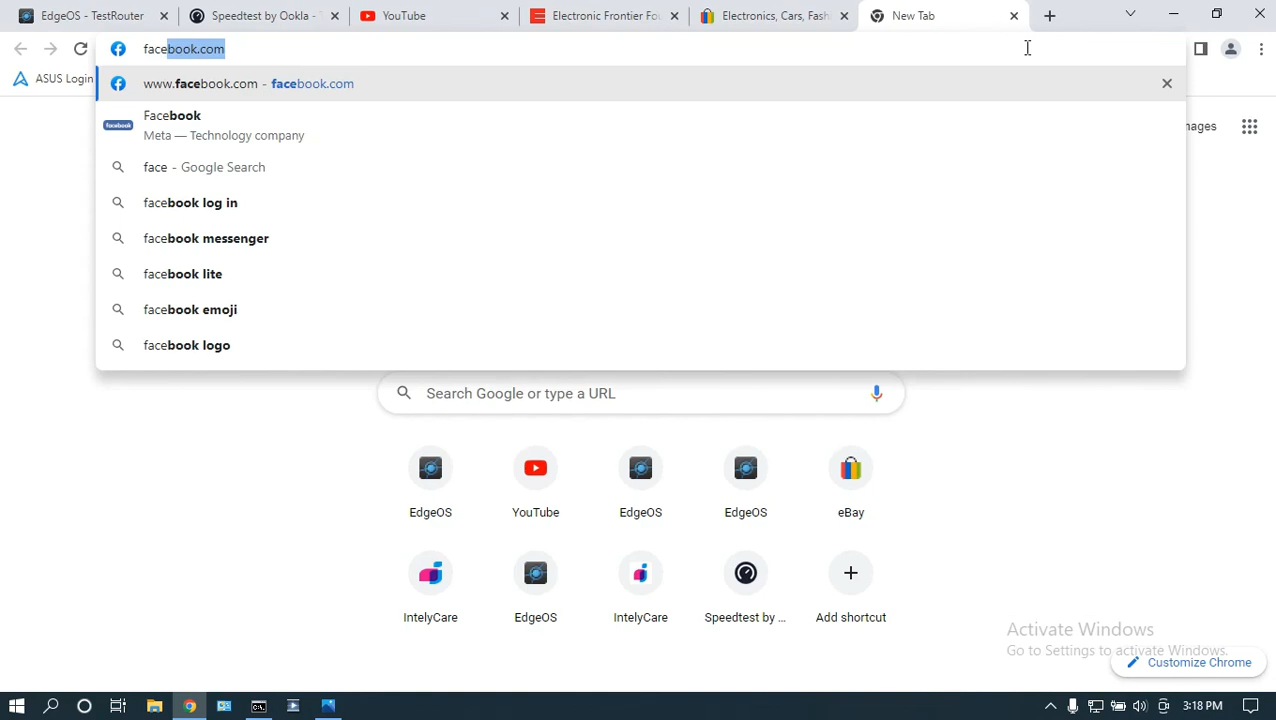 EdgeOS - TestRouter
Speedtest by Ookla - T
YouTube
Electronic Frontier Fou
Electronics, Cars, Fash
New Tab
facebook.com
ASUS Login
www.facebook.com - facebook.com
facebook
Facebook
Meta — Technology company
mages
face - Google Search
facebook log in
facebook messenger
facebook lite
facebook emoji
facebook logo
Search Google or type a URL
EdgeOS
YouTube
EdgeOS
EdgeOS
eBay
IntelyCare
EdgeOS
IntelyCare
Speedtest by ...
Add shortcut
Activate Windows
Go to Settings to activate Windows.
Customize Chrome
3:18 PM